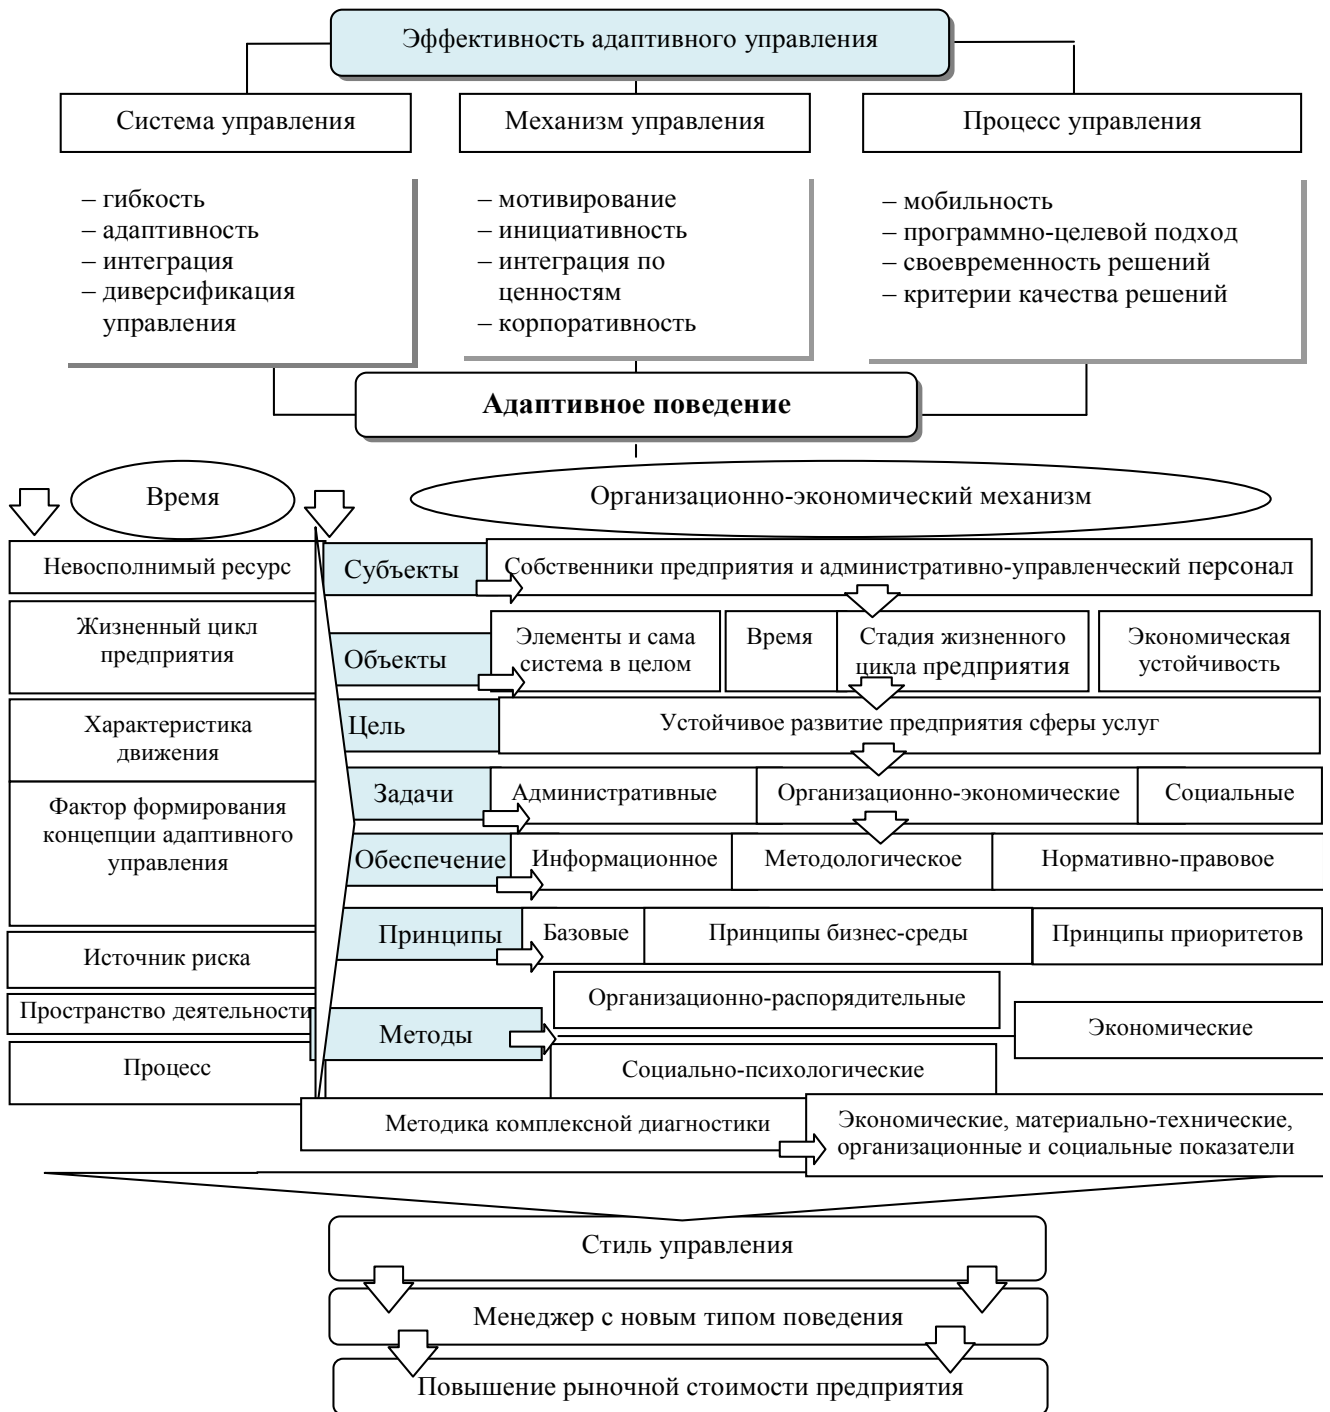 Эффективность адаптивного управления
Система управления
Механизм управления
Процесс управления
– гибкость
– адаптивность
– интеграция
– диверсификация
управления
– мотивирование
– инициативность
– интеграция по
ценностям
– корпоративность
– мобильность
– программно-целевой подход
– своевременность решений
– критерии качества решений
Адаптивное поведение
Время
Организационно-экономический механизм
Невосполнимый ресурс
Жизненный цикл
предприятия
Характеристика
движения
Фактор формирования
концепции адаптивного
управления
Источник риска
Пространство деятельности
Процесс
Субъекты
Собственники предприятия и административно-управленческий персонал
Объекты
Элементы и сама
система в целом
Время
Стадия жизненного
цикла предприятия
Экономическая
устойчивость
Цель
Устойчивое развитие предприятия сферы услуг
Задачи
Административные
Организационно-экономические
Социальные
Обеспечение
Информационное
Методологическое
Нормативно-правовое
Принципы
Базовые
Принципы бизнес-среды
Принципы приоритетов
Методы
Организационно-распорядительные
Экономические
Социально-психологические
Методика комплексной диагностики
Экономические, материально-технические,
организационные и социальные показатели
Стиль управления
Менеджер с новым типом поведения
Повышение рыночной стоимости предприятия